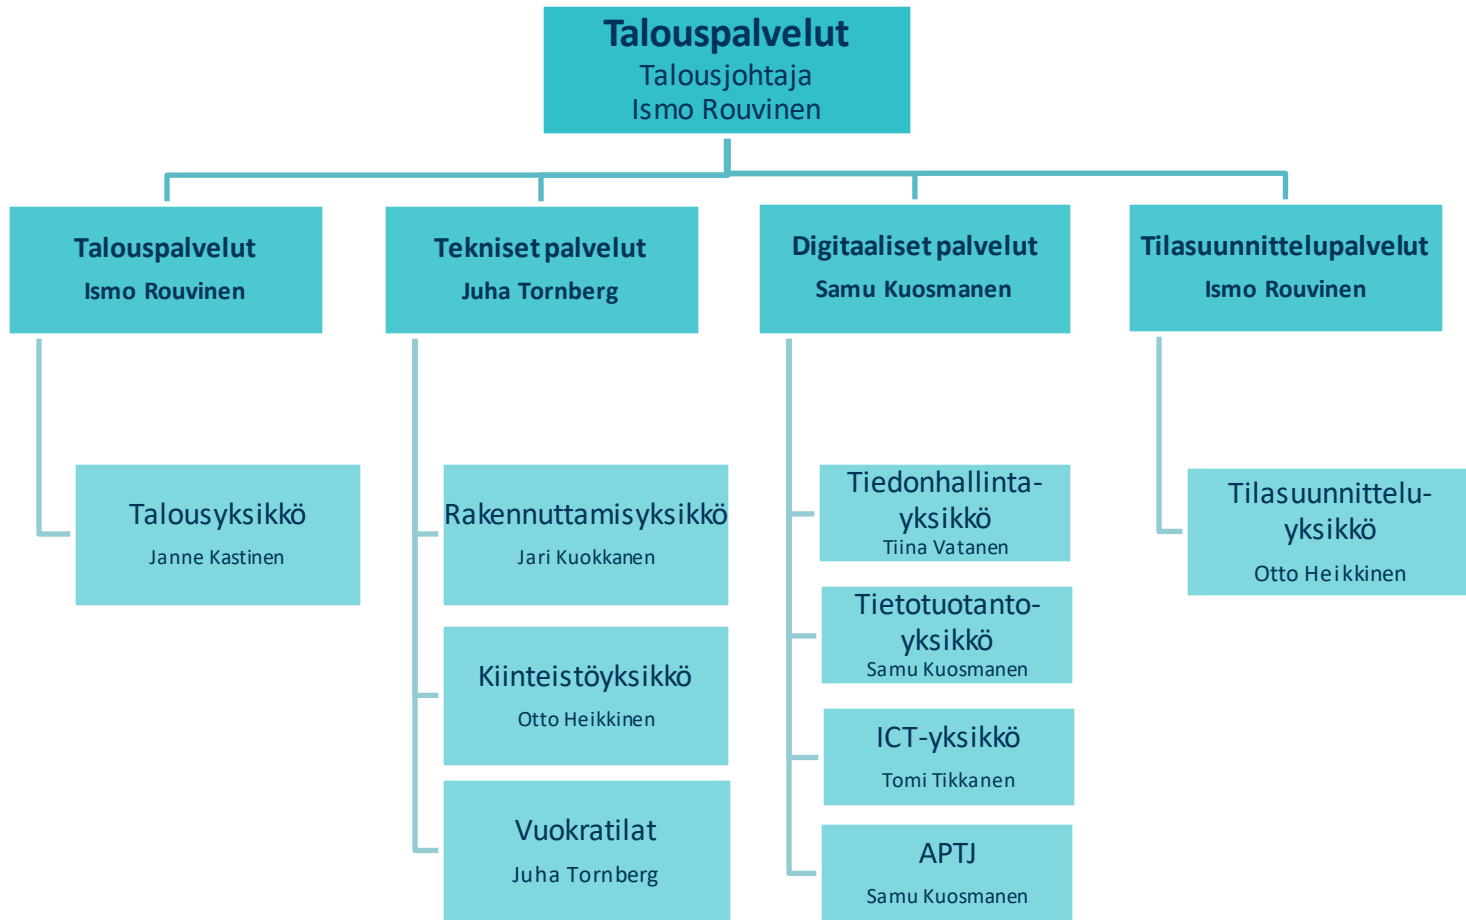 Talouspalvelut
Talousjohtaja
Ismo Rouvinen
Talouspalvelut
Ismo Rouvinen
Tekniset palvelut
Juha Tornberg
Digitaaliset palvelut
Samu Kuosmanen
Tilasuunnittelupalvelut
Ismo Rouvinen
Talousyksikkö
Janne Kastinen
Rakennuttamisyksikkö
Jari Kuokkanen
Kiinteistöyksikkö
Otto Heikkinen
Vuokratilat
Juha Tornberg
Tiedonhallinta-
yksikkö
Tiina Vatanen
Tietotuotanto-
yksikkö
Samu Kuosmanen
ICT-yksikkö
Tomi Tikkanen
APTJ
Samu Kuosmanen
Tilasuunnittelu-
yksikkö
Otto Heikkinen